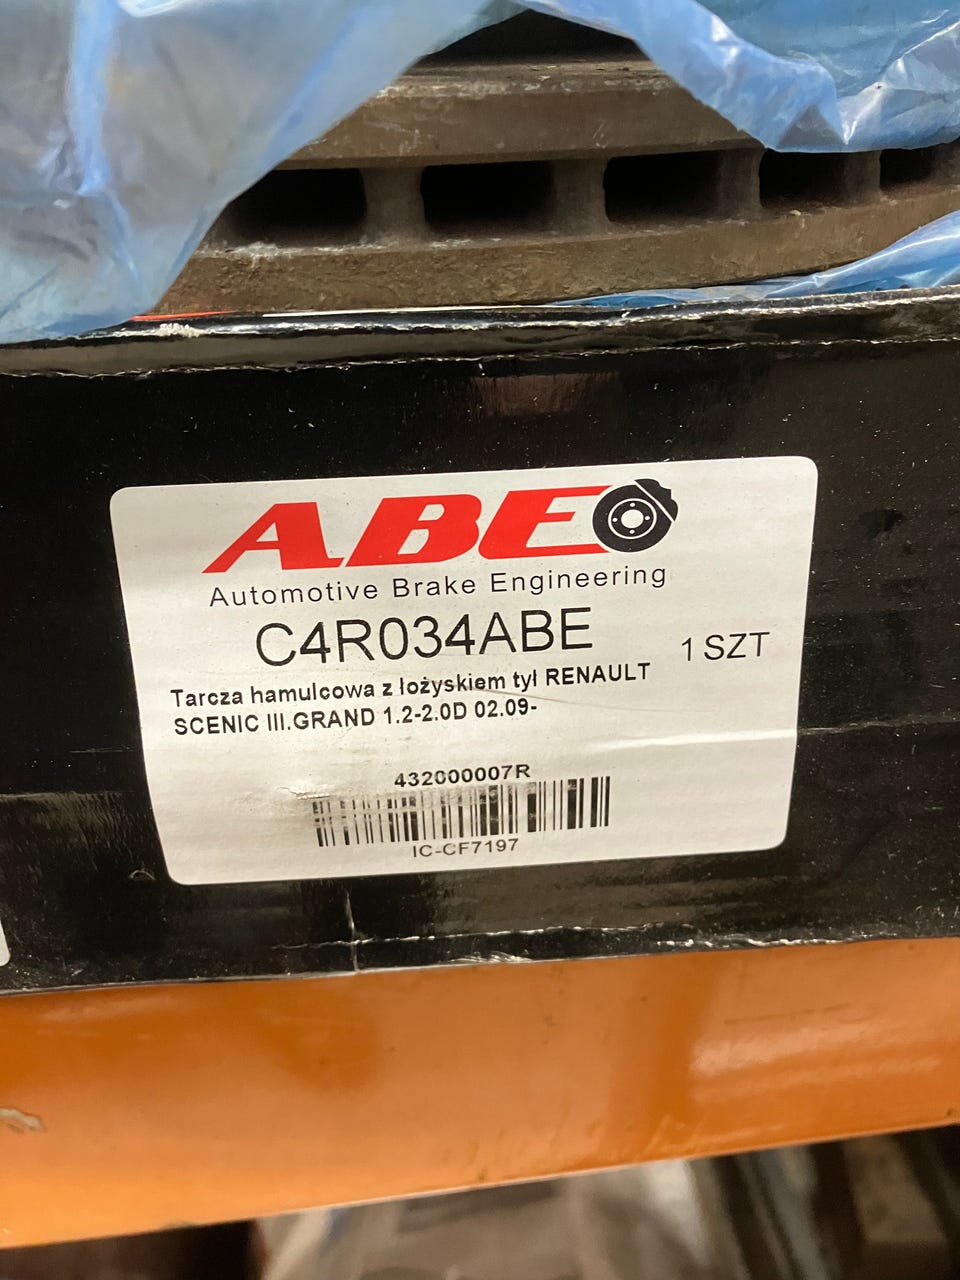 ABE
Automotive Brake Engineering
C4R034ABE
1 SZT
Tarcza hamulcowa z łożyskiem tył RENAULT
SCENIC III.GRAND 1.2-2.0D 02.09-
432000007R
IC-CF7197